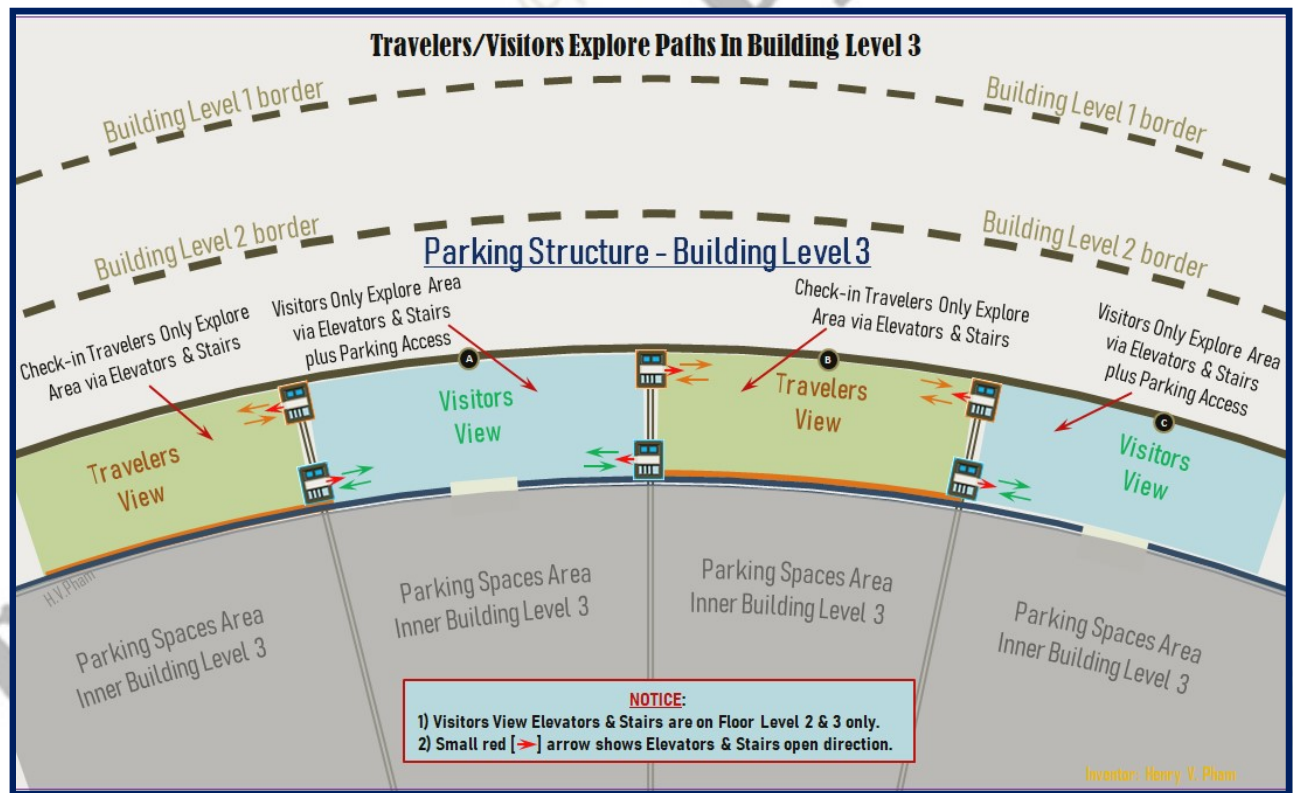 Travelers/Visitors Explore Paths In Building Level 3
Building Level 1 border
Building Level 1 border
Building Level 2 border
Building Level 2 border
Parking Structure - Building Level 3
Check-in Travelers Only Explore
Area via Elevators & Stairs
Visitors Only Explore Area
via Elevators & Stairs
plus Parking Access
Check-in Travelers Only Explore
Area via Elevators & Stairs
Visitors Only Explore Area
via Elevators & Stairs
plus Parking Access
A
B
C
Travelers
View
Visitors
View
Travelers
View
Visitors
View
H.V.Pham
Parking Spaces Area
Inner Building Level 3
Parking Spaces Area
Inner Building Level 3
Parking Spaces Area
Inner Building Level 3
Parking Spaces Area
Inner Building Level 3
NOTICE:
1) Visitors View Elevators & Stairs are on Floor Level 2 & 3 only.
2) Small red [→] arrow shows Elevators & Stairs open direction.
Inventor: Henry V. Pham